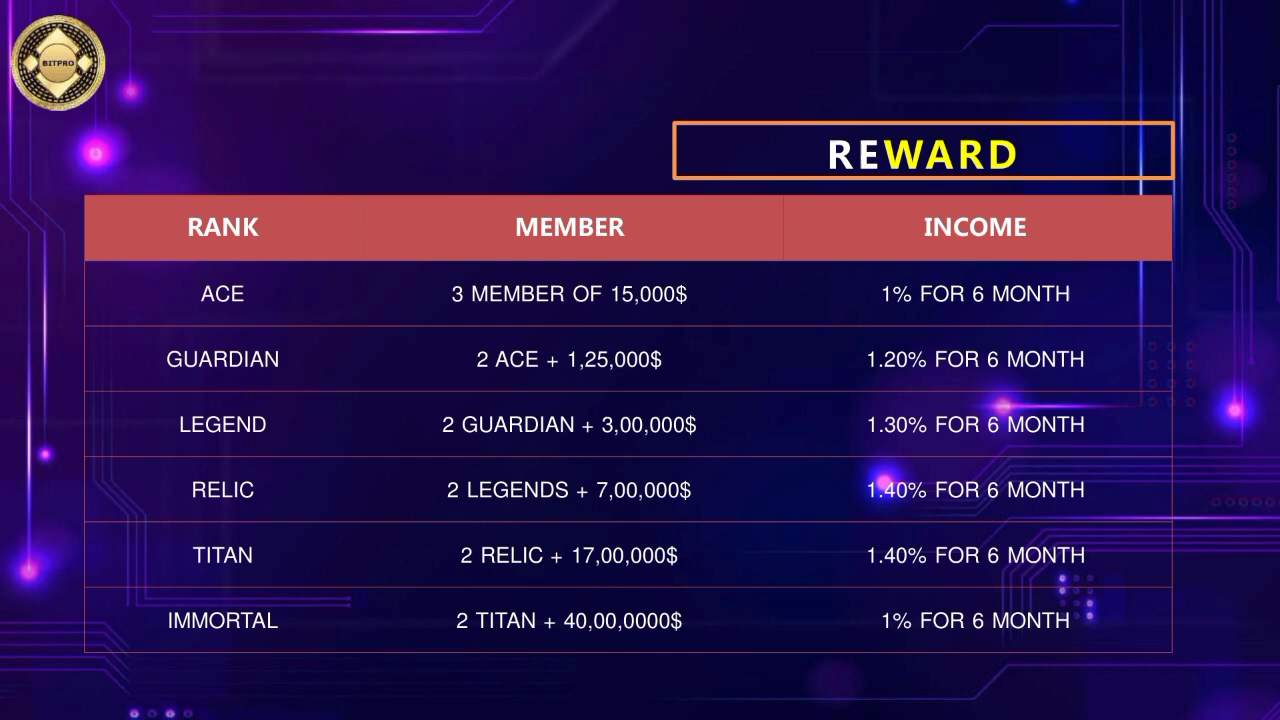 BITPRO
REWARD
RANK MEMBER INCOME
ACE 3 MEMBER OF 15,000$ 1% FOR 6 MONTH
GUARDIAN 2 ACE + 1,25,000$ 1.20% FOR 6 MONTH
LEGEND 2 GUARDIAN + 3,00,000$ 1.30% FOR 6 MONTH
RELIC 2 LEGENDS + 7,00,000$ 1.40% FOR 6 MONTH
TITAN 2 RELIC + 17,00,000$ 1.40% FOR 6 MONTH
IMMORTAL 2 TITAN + 40,00,0000$ 1% FOR 6 MONTH